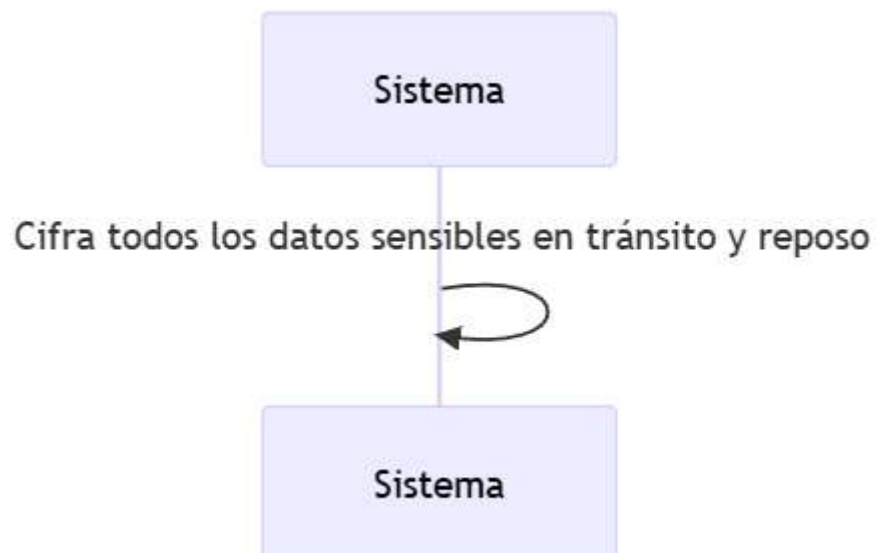 Sistema
Cifra todos los datos sensibles en tránsito y reposo
Sistema